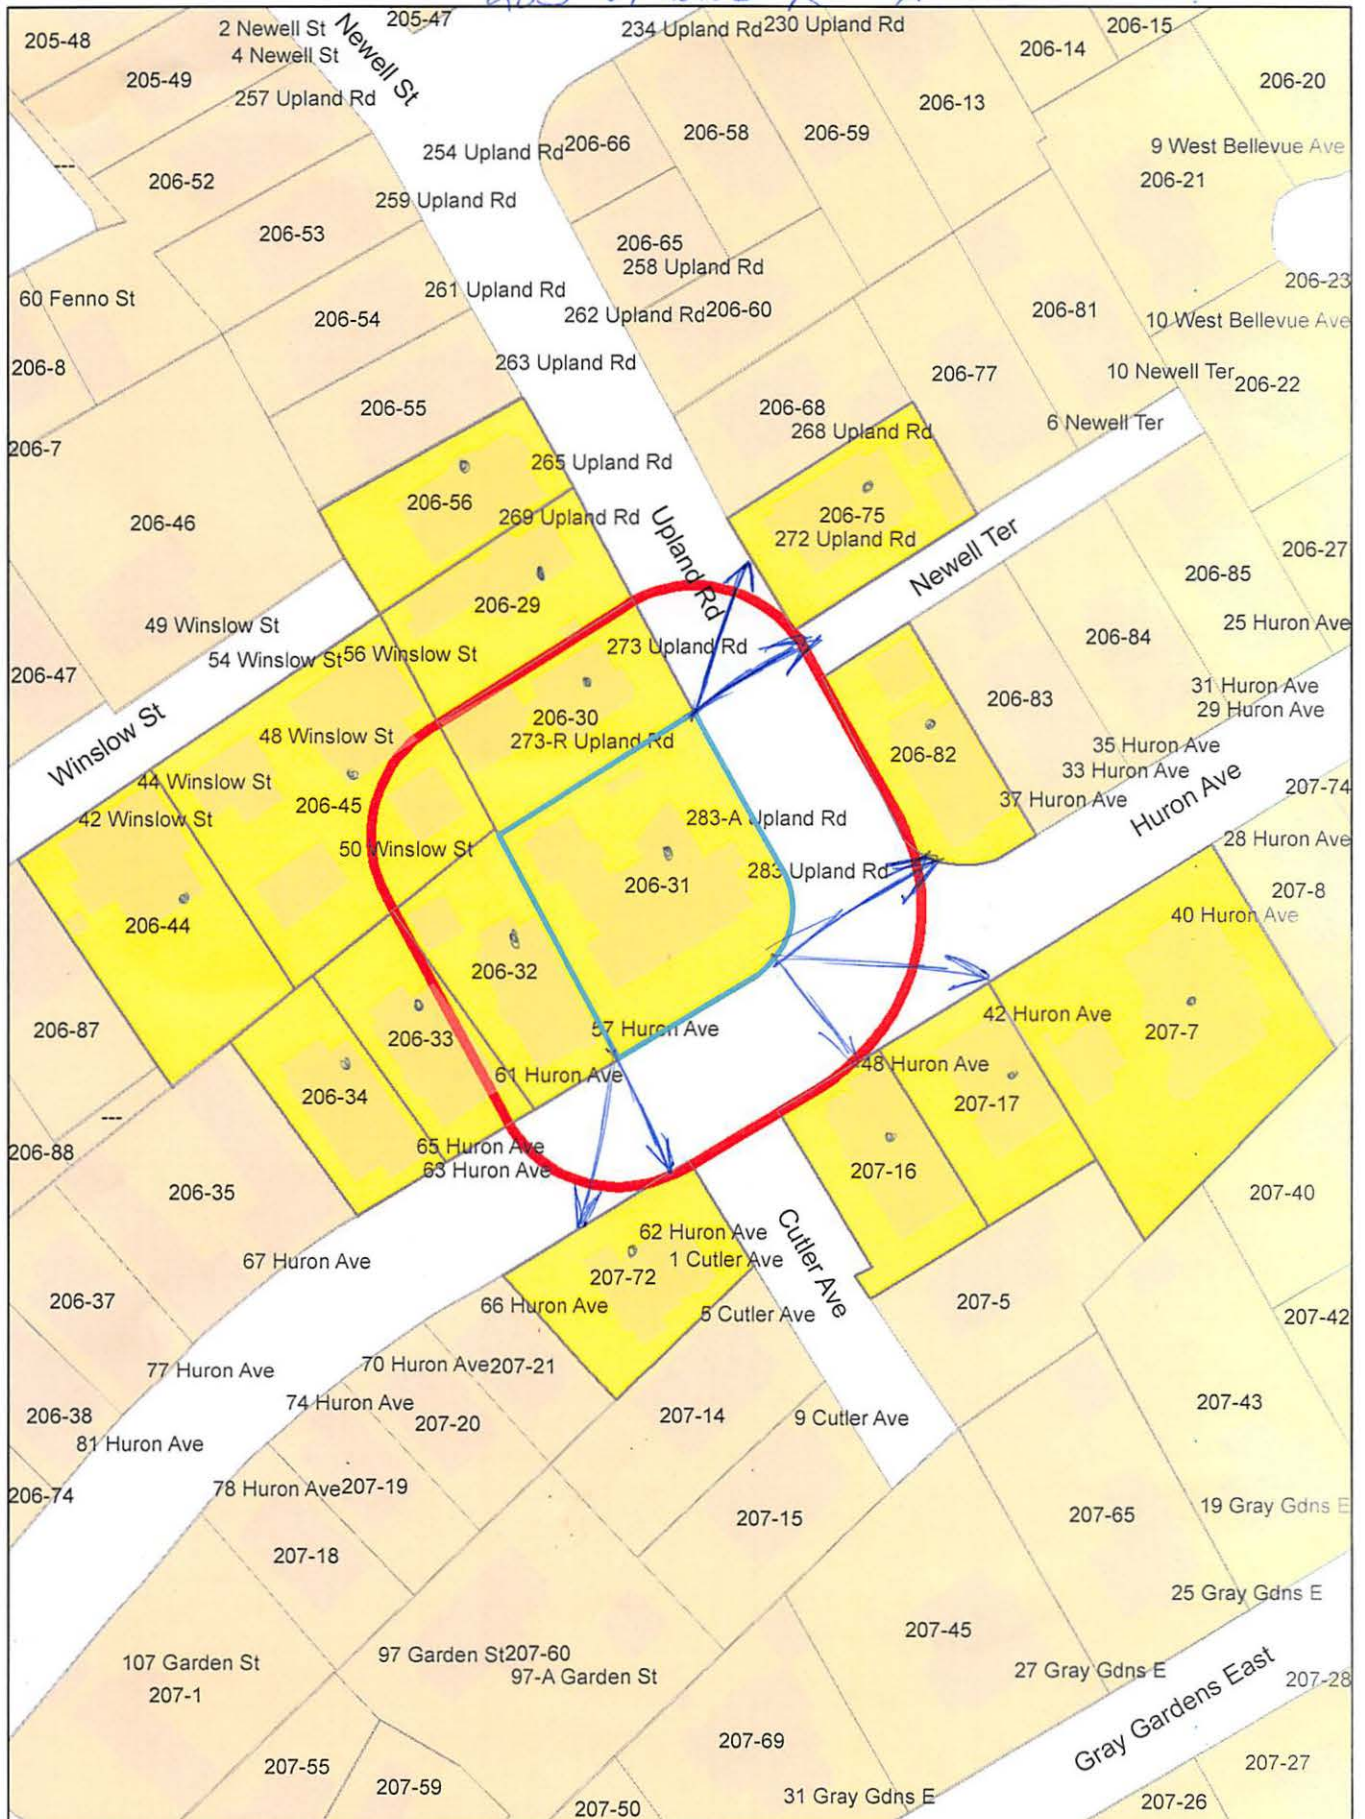 205-47
205-48
2 Newell St
4 Newell St
Newell St
234 Upland Rd
230 Upland Rd
206-15
206-14
205-49
257 Upland Rd
206-13
206-20
206-66
206-58
206-59
254 Upland Rd
9 West Bellevue Ave
206-21
---
206-52
259 Upland Rd
206-53
206-65
258 Upland Rd
206-23
60 Fenno St
261 Upland Rd
206-54
262 Upland Rd
206-60
206-81
10 West Bellevue Ave
206-8
263 Upland Rd
206-77
10 Newell Ter
206-22
206-55
206-68
268 Upland Rd
6 Newell Ter
206-7
265 Upland Rd
206-56
206-46
269 Upland Rd
Upland Rd
206-75
272 Upland Rd
Newell Ter
206-27
206-85
206-29
49 Winslow St
54 Winslow St
56 Winslow St
273 Upland Rd
206-84
25 Huron Ave
206-47
206-83
31 Huron Ave
29 Huron Ave
Winslow St
48 Winslow St
206-30
273-R Upland Rd
206-82
35 Huron Ave
33 Huron Ave
44 Winslow St
206-45
37 Huron Ave
Huron Ave
207-74
42 Winslow St
283-A Upland Rd
28 Huron Ave
50 Winslow St
206-31
283 Upland Rd
207-8
206-44
40 Huron Ave
206-32
206-87
206-33
57 Huron Ave
42 Huron Ave
207-7
61 Huron Ave
48 Huron Ave
206-34
207-17
---
206-88
65 Huron Ave
63 Huron Ave
207-16
206-35
207-40
62 Huron Ave
1 Cutler Ave
Cutler Ave
67 Huron Ave
207-72
206-37
66 Huron Ave
5 Cutler Ave
207-5
207-42
77 Huron Ave
70 Huron Ave
207-21
74 Huron Ave
206-38
207-20
207-14
9 Cutler Ave
207-43
81 Huron Ave
206-74
78 Huron Ave
207-19
207-15
207-65
19 Gray Gdns E
207-18
25 Gray Gdns E
207-45
107 Garden St
207-1
97 Garden St
207-60
97-A Garden St
27 Gray Gdns E
Gray Gardens East
207-28
207-69
207-55
207-59
207-27
207-50
31 Gray Gdns E
207-26